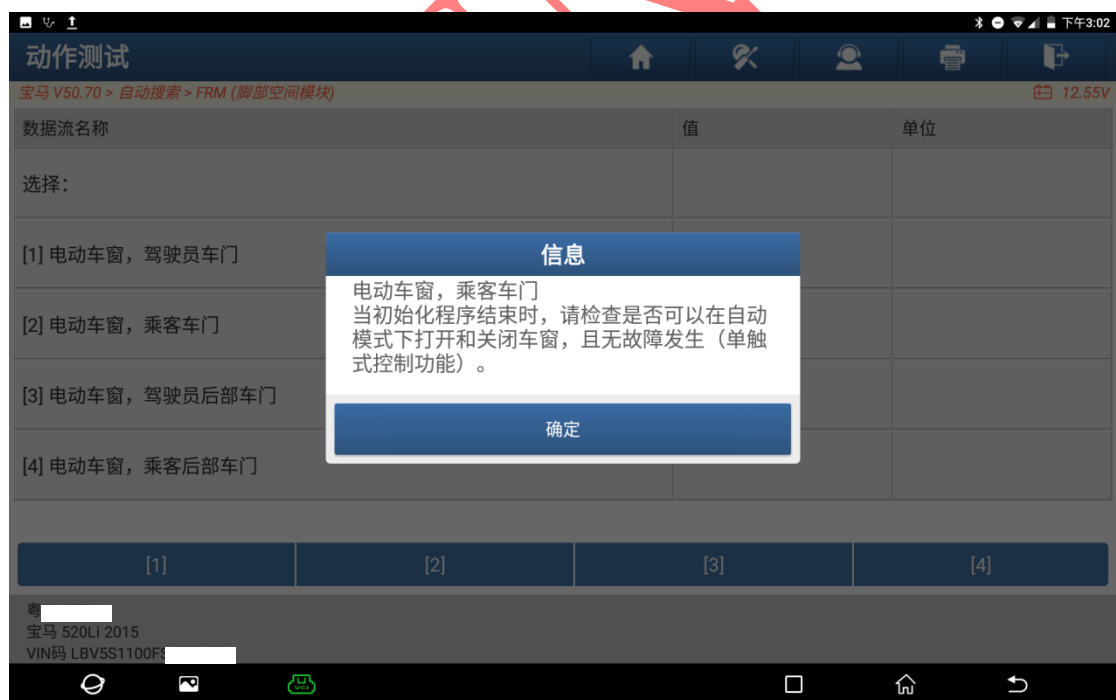 下午3:02
动作测试
宝马 V50.70 > 自动搜索 > FRM (脚部空间模块)
12.55V
数据流名称 值 单位
选择：
[1] 电动车窗，驾驶员车门
[2] 电动车窗，乘客车门
[3] 电动车窗，驾驶员后部车门
[4] 电动车窗，乘客后部车门
信息
电动车窗，乘客车门
当初始化程序结束时，请检查是否可以在自动
模式下打开和关闭车窗，且无故障发生（单触
式控制功能）。
确定
[1] [2] [3] [4]
粤
宝马 520Li 2015
VIN码 LBV5S1100FS
VCI